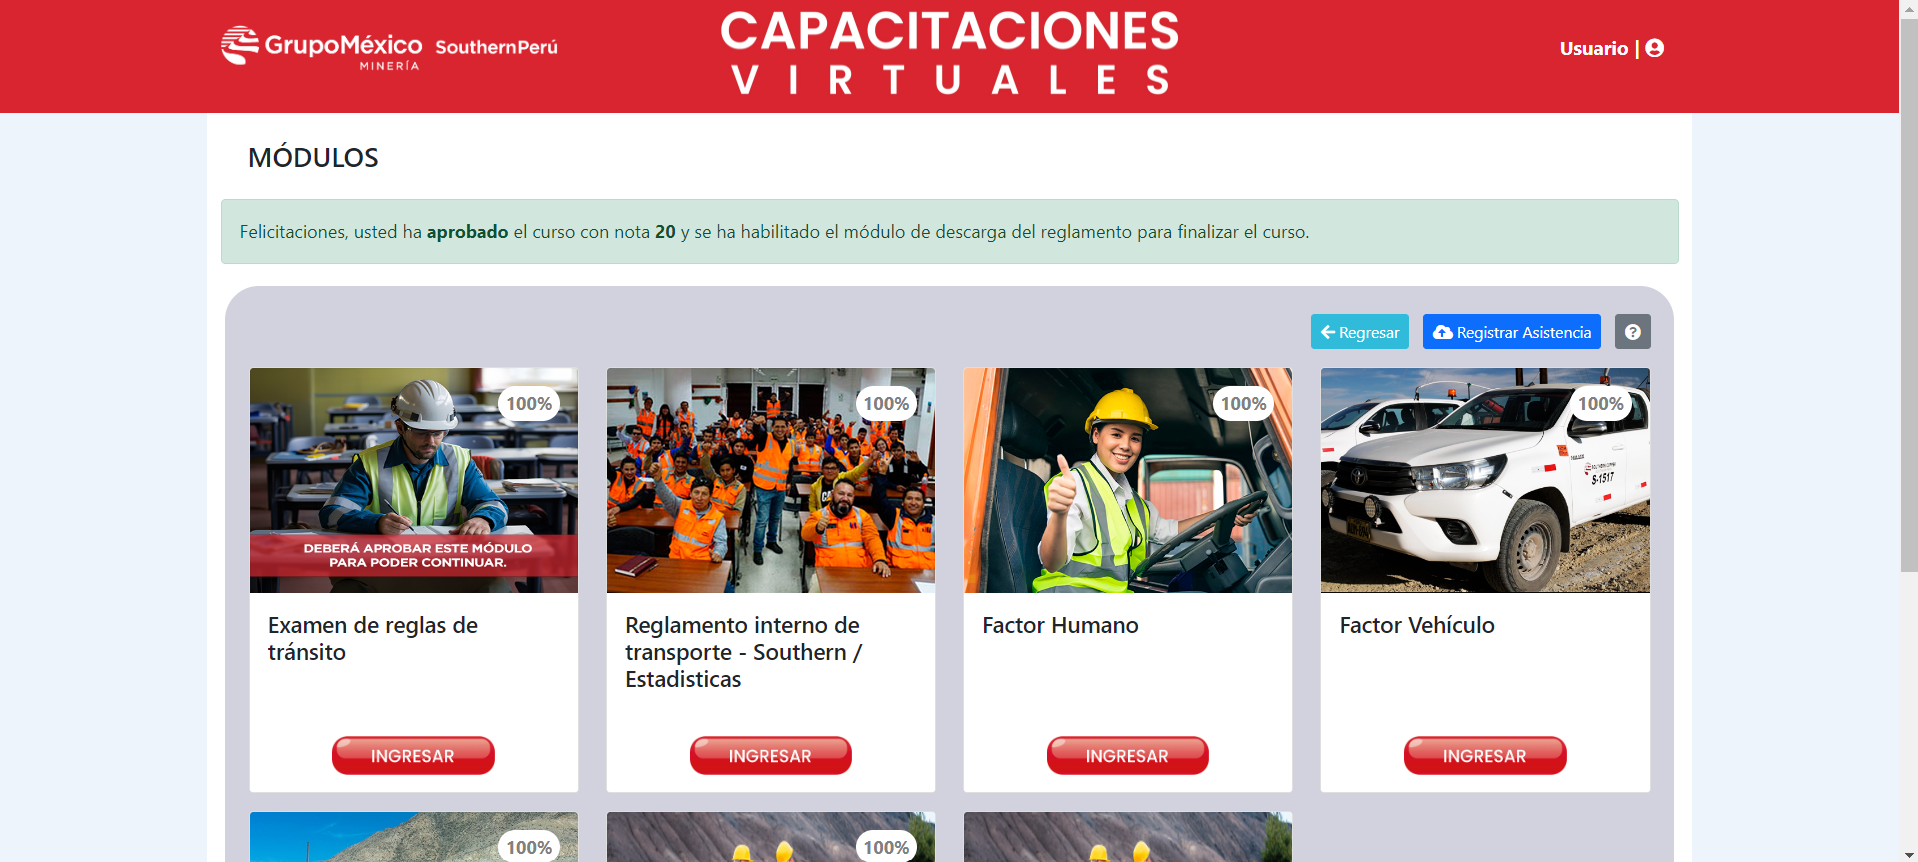 GrupoMéxico
MINERÍA
SouthernPerú
CAPACITACIONES
VIRTUALES
Usuario |
MÓDULOS
Felicitaciones, usted ha aprobado el curso con nota 20 y se ha habilitado el módulo de descarga del reglamento para finalizar el curso.
Regresar
Registrar Asistencia
100%
DEBERÁ APROBAR ESTE MÓDULO
PARA PODER CONTINUAR.
Examen de reglas de
tránsito
INGRESAR
100%
Reglamento interno de
transporte - Southern /
Estadisticas
INGRESAR
100%
Factor Humano
INGRESAR
100%
S-1517
Factor Vehículo
INGRESAR
100%
100%